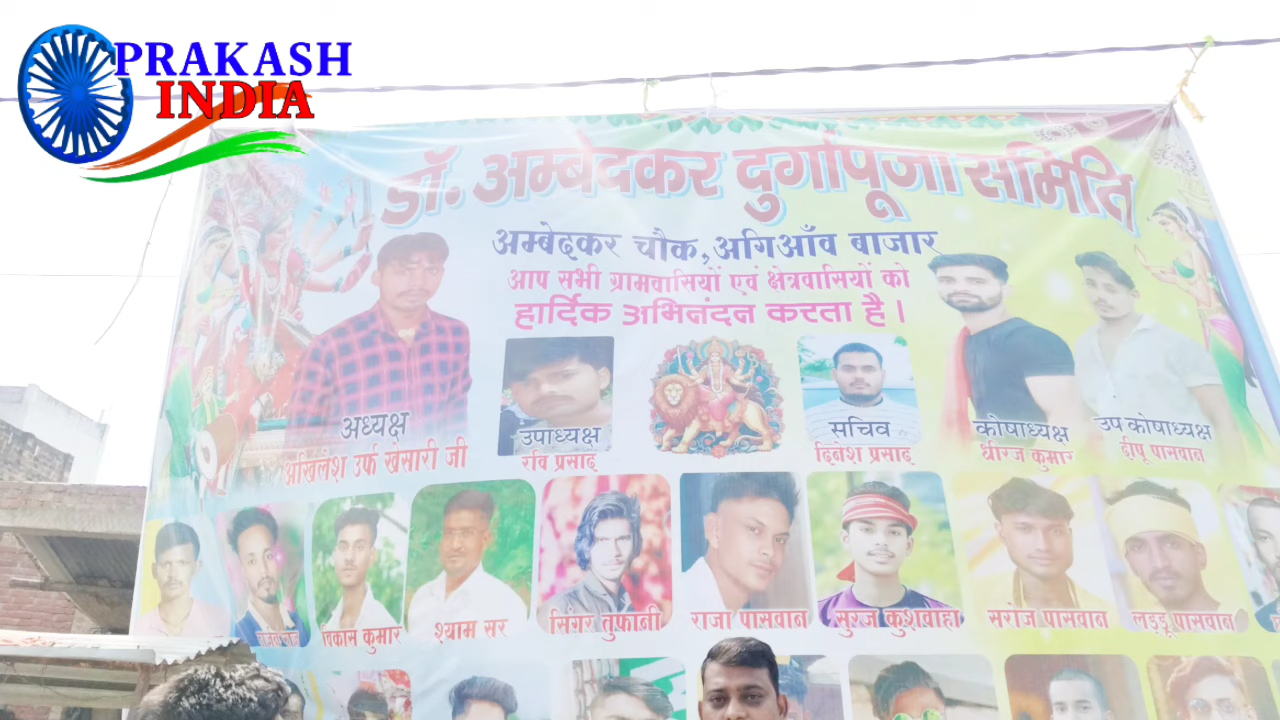 PRAKASH
INDIA
डॉ. अम्बेदकर दुर्गापूजा समिति
अम्बेदकर चौक, अगिआँव बाजार
आप सभी ग्रामवासियों एवं क्षेत्रवासियों को
हार्दिक अभिनंदन करता है।
अध्यक्ष
अखिलेश उर्फ खेसारी जी
उपाध्यक्ष
रवि प्रसाद
सचिव
दिनेश प्रसाद
कोषाध्यक्ष
धीरज कुमार
उप कोषाध्यक्ष
दीपू पासवान
विकास कुमार
श्याम सर
सिंगर तुफानी
राजा पासवान
सुरज कुशवाहा
सरोज पासवान
लड्डू पासवान